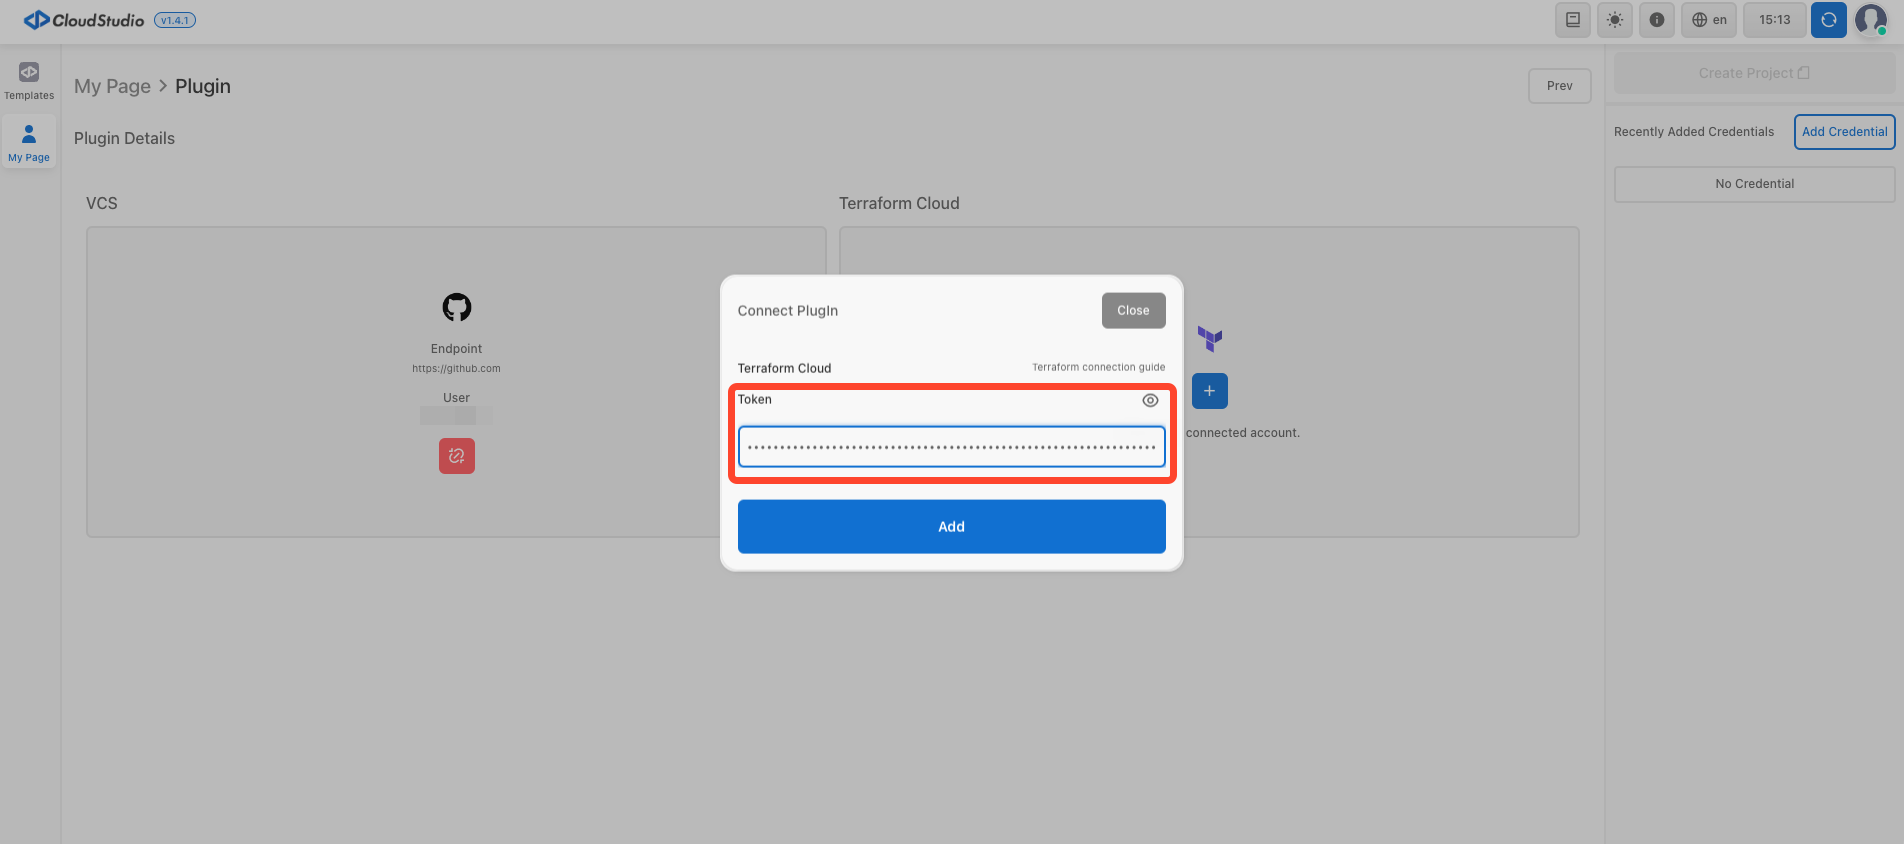 CloudStudio v1.4.1
en
15:13
Templates
My Page
My Page > Plugin
Prev
Plugin Details
VCS
Endpoint
https://github.com
User
Terraform Cloud
connected account.
Connect PlugIn
Close
Terraform Cloud
Terraform connection guide
Token
Add
Create Project
Recently Added Credentials
Add Credential
No Credential